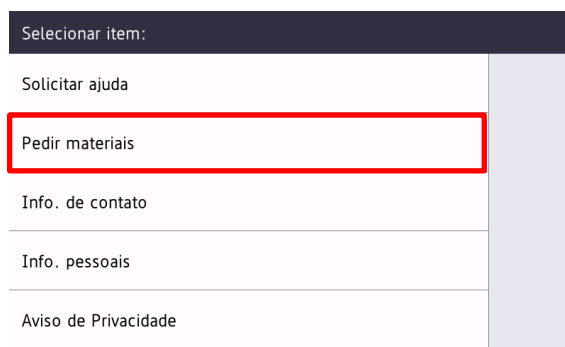 Selecionar item:
Solicitar ajuda
Pedir materiais
Info. de contato
Info. pessoais
Aviso de Privacidade